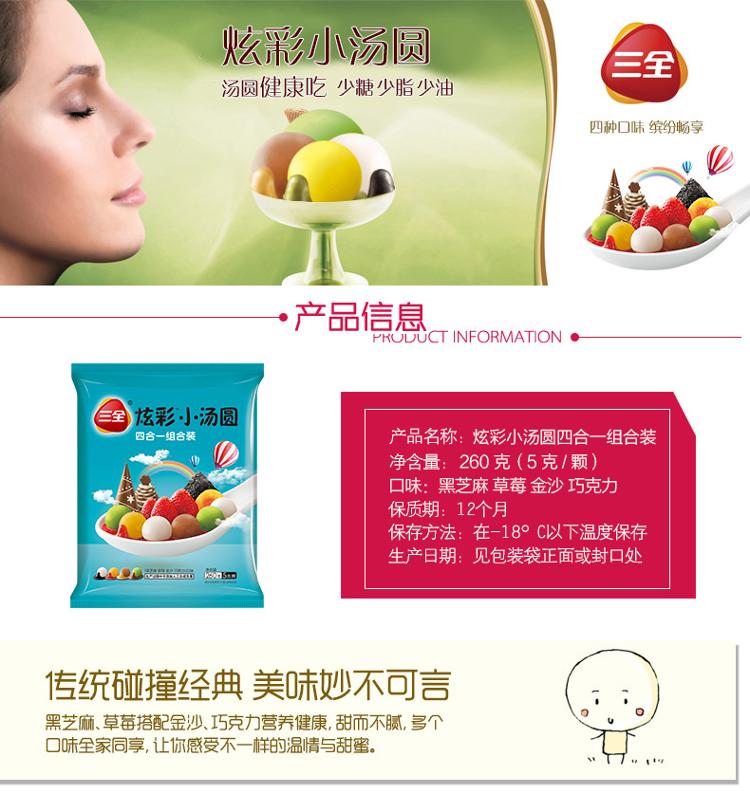 炫彩小汤圆
汤圆健康吃 少糖少脂少油
三全
四种口味 缤纷畅享
产品信息
PRODUCT INFORMATION
三全®
炫彩小汤圆
四合一组合装
产品名称：炫彩小汤圆四合一组合装
净含量：260克（5克/颗）
口味：黑芝麻 草莓 金沙 巧克力
保质期：12个月
保存方法：在-18° C以下温度保存
生产日期：见包装袋正面或封口处
传统碰撞经典 美味妙不可言
黑芝麻、草莓搭配金沙、巧克力营养健康，甜而不腻，多个
口味全家同享，让你感受不一样的温情与甜蜜。